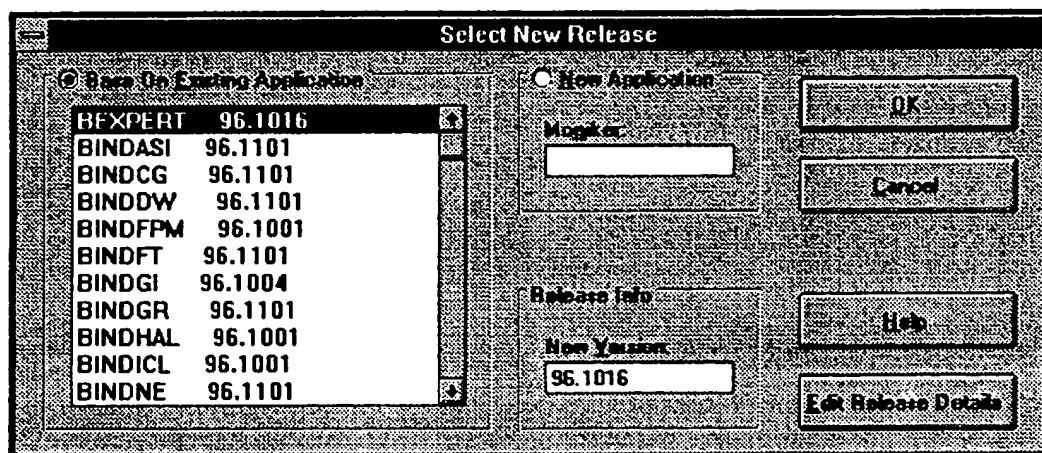 Select New Release
Base On Existing Application
BFXPERT 96.1016
BINDASI 96.1101
BINDCG 96.1101
BINDDW 96.1101
BINDFPM 96.1001
BINDFT 96.1101
BINDGI 96.1004
BINDGR 96.1101
BINDHAL 96.1001
BINDICL 96.1001
BINDNE 96.1101
New Application
Mogiker:
Release Info
New Version:
96.1016
OK
Cancel
Help
Edit Release Details